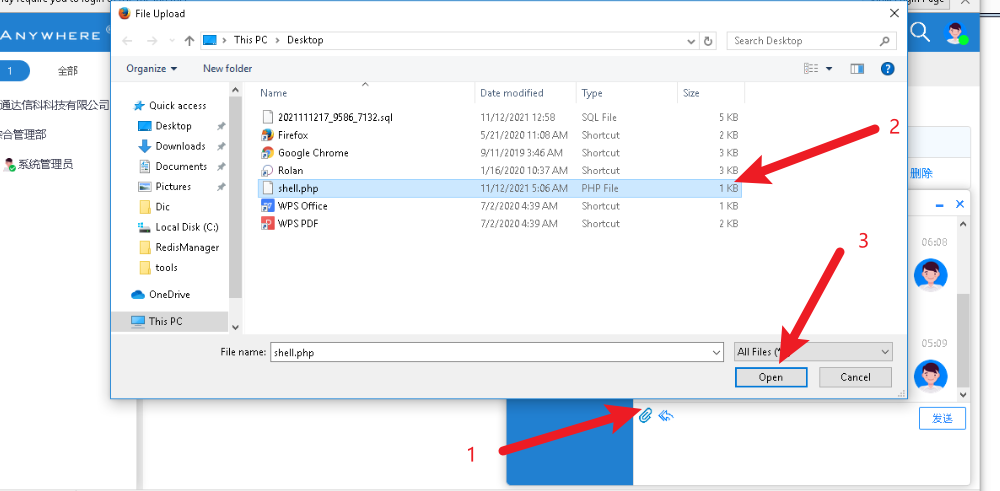 File Upload
ANYWHERE
This PC > Desktop
Search Desktop
Organize
New folder
1
全部
通达信科科技有限公司
综合管理部
系统管理员
Quick access
Desktop
Downloads
Documents
Pictures
Dic
Local Disk (C:)
RedisManager
tools
OneDrive
This PC
Name Date modified Type Size
2021111217_9586_7132.sql 11/12/2021 12:58 SQL File 5 KB
Firefox 5/21/2020 11:08 AM Shortcut 2 KB
Google Chrome 9/11/2019 3:46 AM Shortcut 3 KB
Rolan 1/16/2020 10:37 AM Shortcut 3 KB
shell.php 11/12/2021 5:06 AM PHP File 1 KB
WPS Office 7/2/2020 4:39 AM Shortcut 1 KB
WPS PDF 7/2/2020 4:39 AM Shortcut 2 KB
2
删除
06:08
3
05:09
File name:
shell.php
All Files (*
Open
Cancel
1
发送